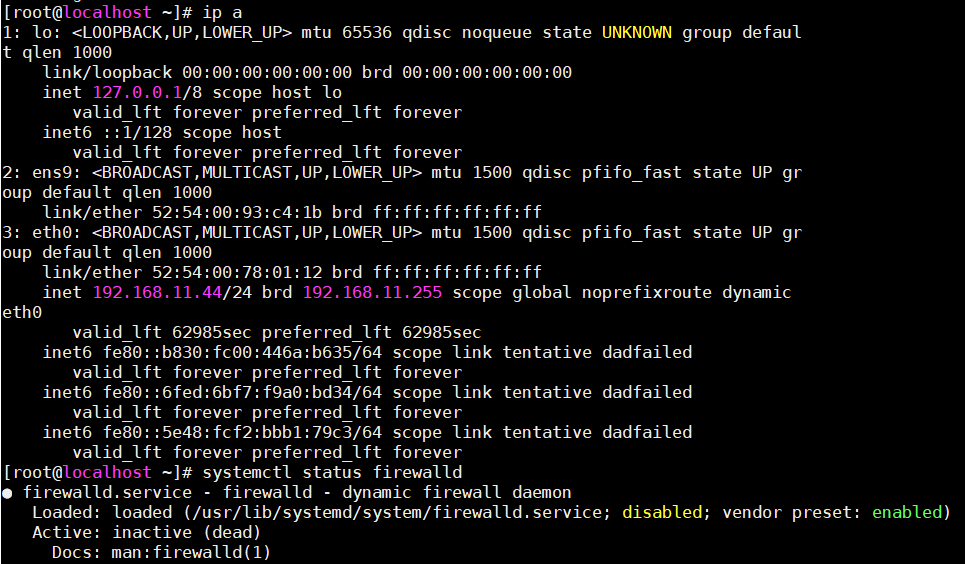 [root@localhost ~]# ip a
1: lo: <LOOPBACK,UP,LOWER_UP> mtu 65536 qdisc noqueue state UNKNOWN group defaul
t qlen 1000
    link/loopback 00:00:00:00:00:00 brd 00:00:00:00:00:00
    inet 127.0.0.1/8 scope host lo
       valid_lft forever preferred_lft forever
    inet6 ::1/128 scope host
       valid_lft forever preferred_lft forever
2: ens9: <BROADCAST,MULTICAST,UP,LOWER_UP> mtu 1500 qdisc pfifo_fast state UP gr
oup default qlen 1000
    link/ether 52:54:00:93:c4:1b brd ff:ff:ff:ff:ff:ff
3: eth0: <BROADCAST,MULTICAST,UP,LOWER_UP> mtu 1500 qdisc pfifo_fast state UP gr
oup default qlen 1000
    link/ether 52:54:00:78:01:12 brd ff:ff:ff:ff:ff:ff
    inet 192.168.11.44/24 brd 192.168.11.255 scope global noprefixroute dynamic
eth0
       valid_lft 62985sec preferred_lft 62985sec
    inet6 fe80::b830:fc00:446a:b635/64 scope link tentative dadfailed
       valid_lft forever preferred_lft forever
    inet6 fe80::6fed:6bf7:f9a0:bd34/64 scope link tentative dadfailed
       valid_lft forever preferred_lft forever
    inet6 fe80::5e48:fcf2:bbb1:79c3/64 scope link tentative dadfailed
       valid_lft forever preferred_lft forever
[root@localhost ~]# systemctl status firewalld
● firewalld.service - firewalld - dynamic firewall daemon
   Loaded: loaded (/usr/lib/systemd/system/firewalld.service; disabled; vendor preset: enabled)
   Active: inactive (dead)
     Docs: man:firewalld(1)